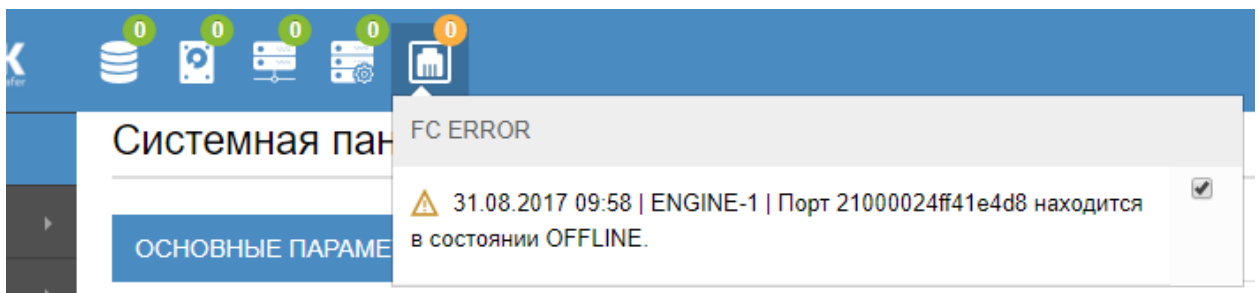 0 0 0 0 0
FC ERROR
Системная пан
31.08.2017 09:58 | ENGINE-1 | Порт 21000024ff41e4d8 находится
в состоянии OFFLINE.
ОСНОВНЫЕ ПАРАМЕ